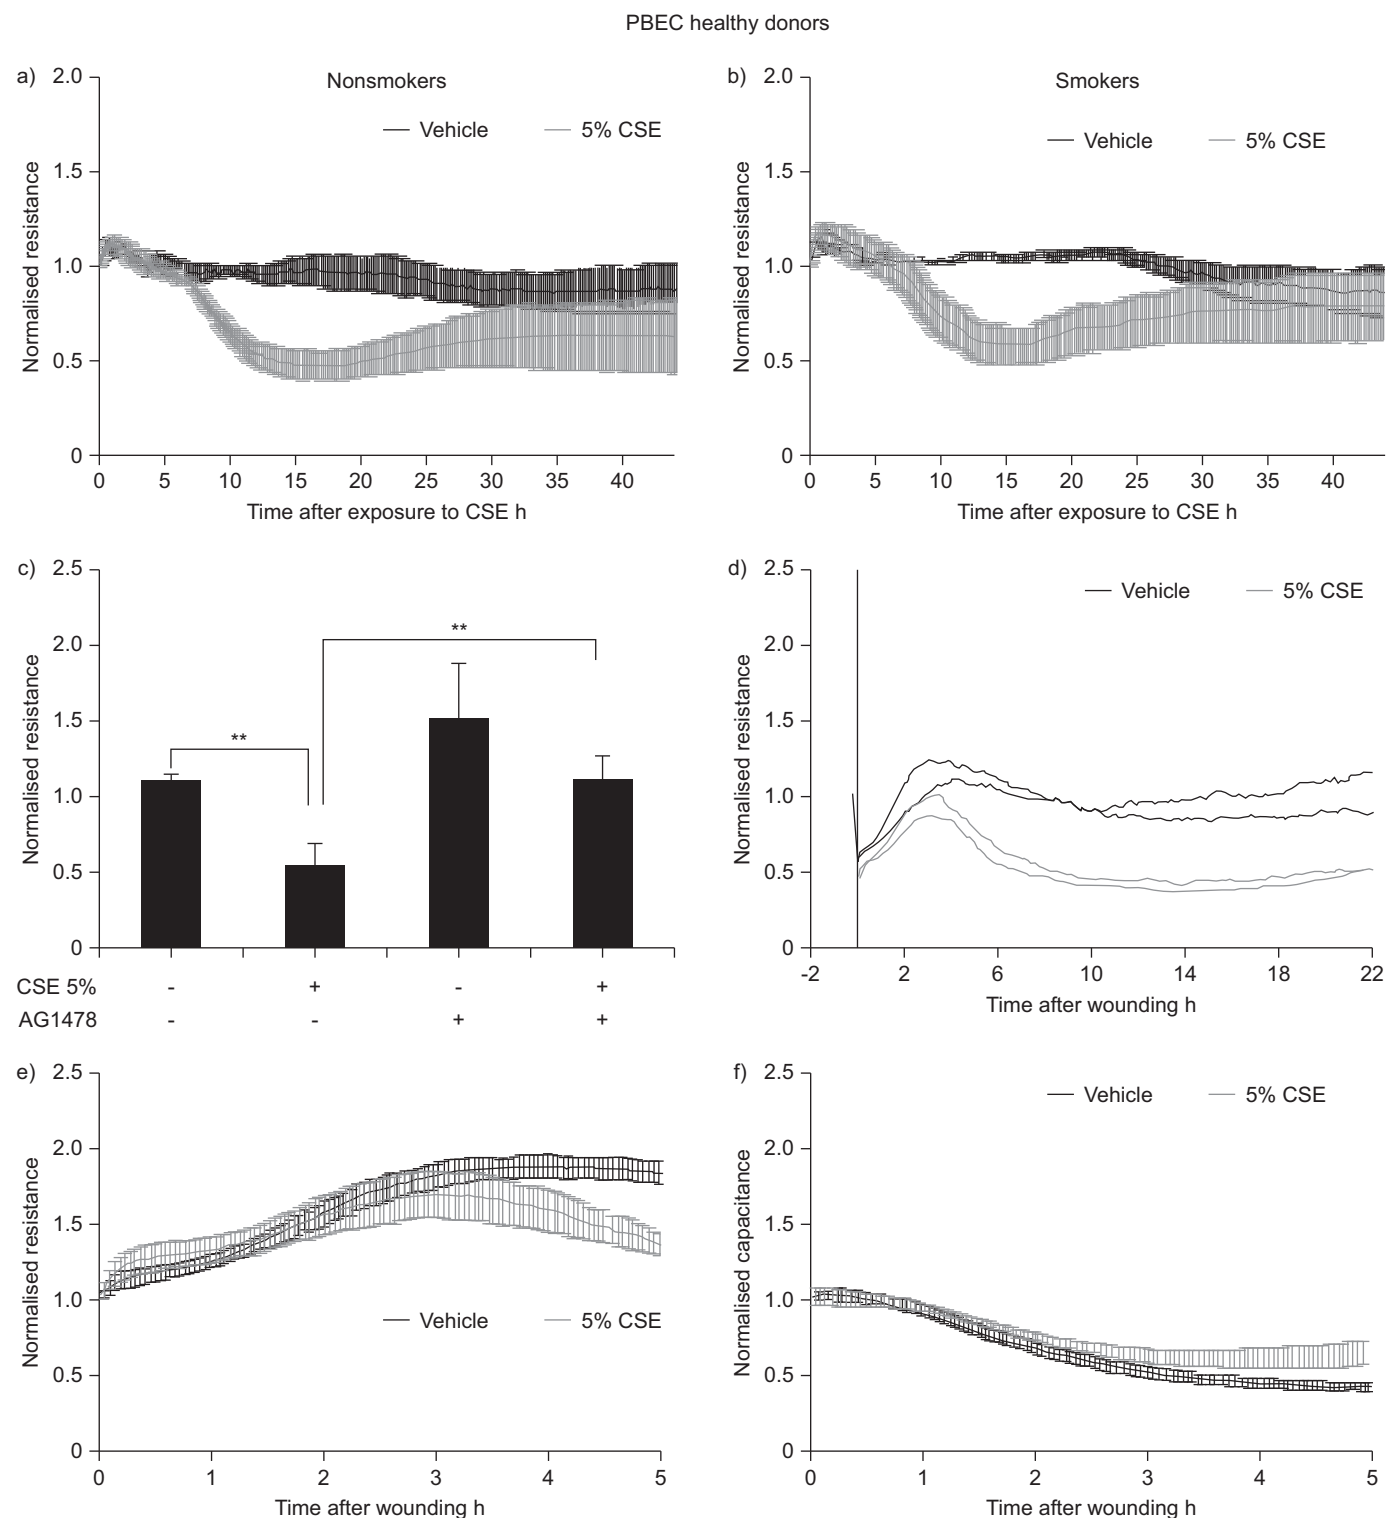 PBEC healthy donors
a) 2.0 1.5 1.0 0.5 0
Normalised resistance
Nonsmokers
Vehicle 5% CSE
0 5 10 15 20 25 30 35 40
Time after exposure to CSE h
b) 2.0 1.5 1.0 0.5 0
Normalised resistance
Smokers
Vehicle 5% CSE
0 5 10 15 20 25 30 35 40
Time after exposure to CSE h
c) 2.5 2.0 1.5 1.0 0.5 0
Normalised resistance
**
**
CSE 5% - + - +
AG1478 - - + +
d) 2.5 2.0 1.5 1.0 0.5 0
Normalised resistance
Vehicle 5% CSE
-2 2 6 10 14 18 22
Time after wounding h
e) 2.5 2.0 1.5 1.0 0.5 0
Normalised resistance
Vehicle 5% CSE
0 1 2 3 4 5
Time after wounding h
f) 2.5 2.0 1.5 1.0 0.5 0
Normalised capacitance
Vehicle 5% CSE
0 1 2 3 4 5
Time after wounding h